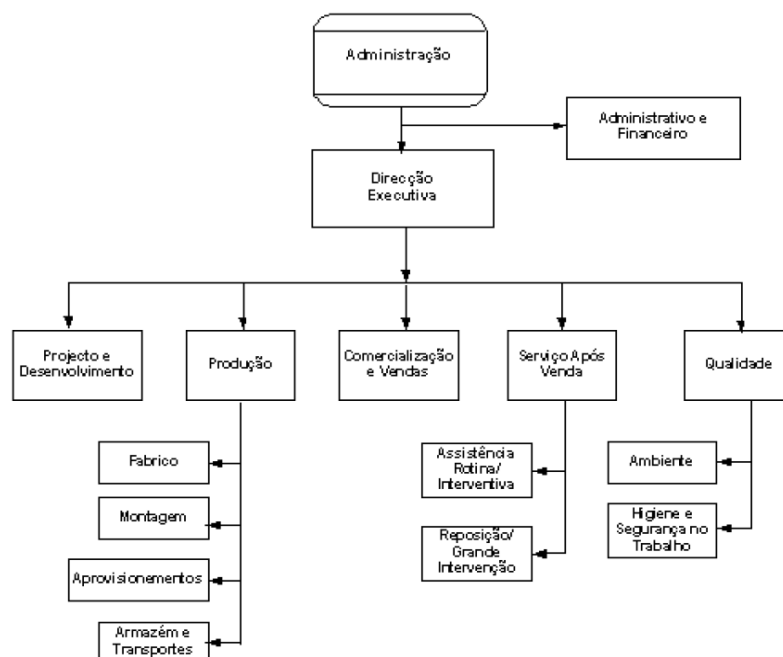 Administração
Administrativo e
Financeiro
Direcção
Executiva
Projecto e
Desenvolvimento
Produção
Comercialização
e Vendas
Serviço Após
Venda
Qualidade
Fabrico
Montagem
Aprovisionementos
Armazém e
Transportes
Assistência
Rotina/
Interventiva
Reposição/
Grande
Intervenção
Ambiente
Higiene e
Segurança no
Trabalho